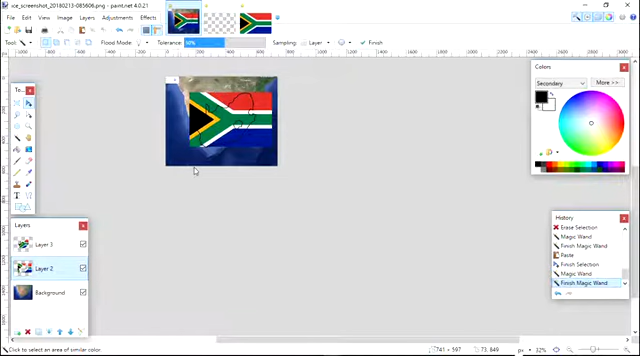 ice_screenshot_20180213-085606.png - paint.net 4.0.21
File Edit View Image Layers Adjustments Effects
Tool: Flood Mode: Tolerance: 50% Sampling: Layer Finish
To...
Colors
Secondary
More >>
Layers
Layer 3
Layer 2
Background
History
Erase Selection
Magic Wand
Finish Magic Wand
Paste
Finish Selection
Magic Wand
Finish Magic Wand
Click to select an area of similar color.
741 × 597
73, 849
px
32%